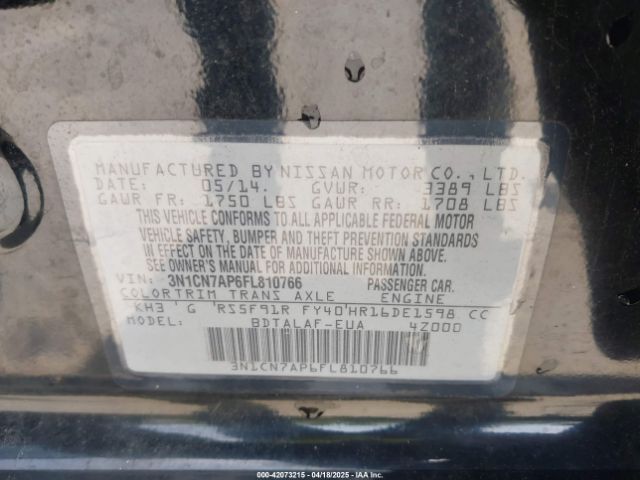 MANUFACTURED BY NISSAN MOTOR CO., LTD.
DATE: 05/14 GVWR: 3389 LBS
GAWR FR: 1750 LBS GAWR RR: 1708 LBS
THIS VEHICLE CONFORMS TO ALL APPLICABLE FEDERAL MOTOR
VEHICLE SAFETY, BUMPER AND THEFT PREVENTION STANDARDS
IN EFFECT ON THE DATE OF MANUFACTURE SHOWN ABOVE.
SEE OWNER'S MANUAL FOR ADDITIONAL INFORMATION.
VIN: 3N1CN7AP6FL810766 PASSENGER CAR.
COLOR TRIM TRANS AXLE ENGINE
KH3 G 'RS5F91R FY40'HR16DE1598 CC
MODEL: BDTALAF-EUA 4Z000
3N1CN7AP6FL810766
000-42073215 - 04/18/2025 - IAA Inc.